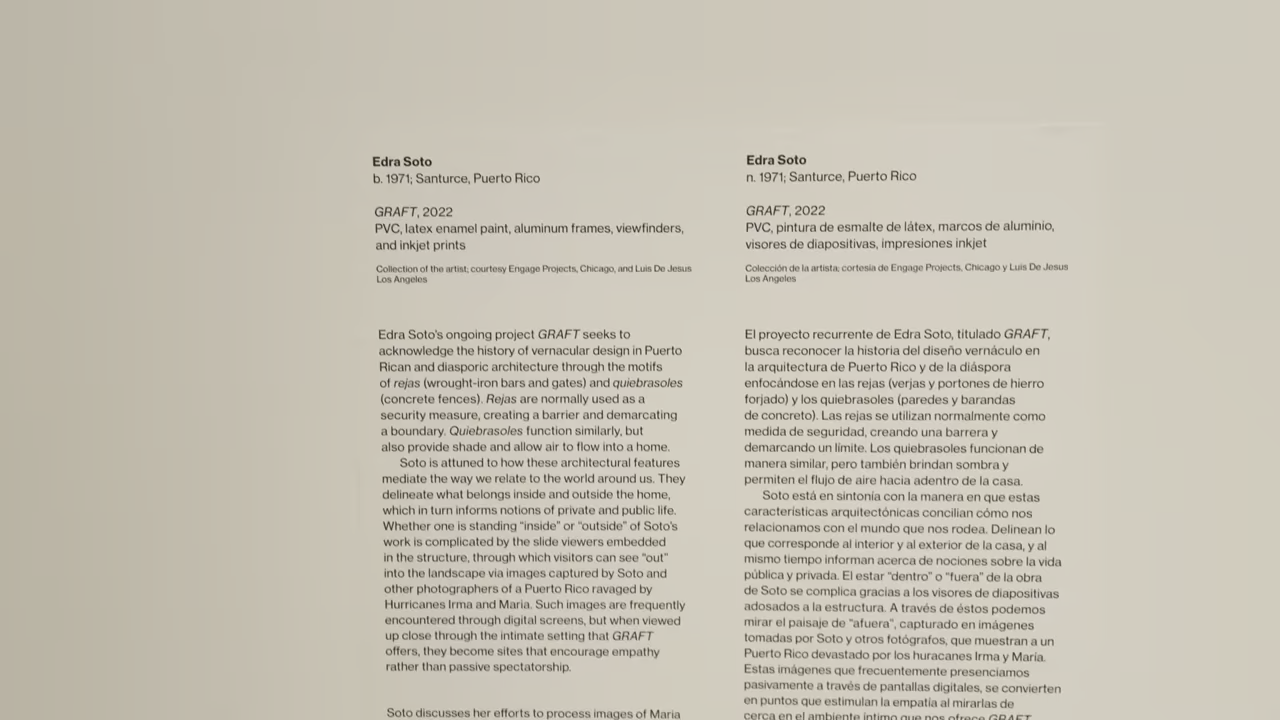 Edra Soto
b. 1971; Santurce, Puerto Rico
GRAFT, 2022
PVC, latex enamel paint, aluminum frames, viewfinders,
and inkjet prints
Collection of the artist; courtesy Engage Projects, Chicago, and Luis De Jesus
Los Angeles
Edra Soto's ongoing project GRAFT seeks to
acknowledge the history of vernacular design in Puerto
Rican and diasporic architecture through the motifs
of rejas (wrought-iron bars and gates) and quiebrasoles
(concrete fences). Rejas are normally used as a
security measure, creating a barrier and demarcating
a boundary. Quiebrasoles function similarly, but
also provide shade and allow air to flow into a home.
Soto is attuned to how these architectural features
mediate the way we relate to the world around us. They
delineate what belongs inside and outside the home,
which in turn informs notions of private and public life.
Whether one is standing “inside” or “outside” of Soto's
work is complicated by the slide viewers embedded
in the structure, through which visitors can see “out”
into the landscape via images captured by Soto and
other photographers of a Puerto Rico ravaged by
Hurricanes Irma and Maria. Such images are frequently
encountered through digital screens, but when viewed
up close through the intimate setting that GRAFT
offers, they become sites that encourage empathy
rather than passive spectatorship.
Soto discusses her efforts to process images of Maria
Edra Soto
n. 1971; Santurce, Puerto Rico
GRAFT, 2022
PVC, pintura de esmalte de látex, marcos de aluminio,
visores de diapositivas, impresiones inkjet
Colección de la artista; cortesía de Engage Projects, Chicago y Luis De Jesus
Los Angeles
El proyecto recurrente de Edra Soto, titulado GRAFT,
busca reconocer la historia del diseño vernáculo en
la arquitectura de Puerto Rico y de la diáspora
enfocándose en las rejas (verjas y portones de hierro
forjado) y los quiebrasoles (paredes y barandas
de concreto). Las rejas se utilizan normalmente como
medida de seguridad, creando una barrera y
demarcando un límite. Los quiebrasoles funcionan de
manera similar, pero también brindan sombra y
permiten el flujo de aire hacia adentro de la casa.
Soto está en sintonía con la manera en que estas
características arquitectónicas concilian cómo nos
relacionamos con el mundo que nos rodea. Delinean lo
que corresponde al interior y al exterior de la casa, y al
mismo tiempo informan acerca de nociones sobre la vida
pública y privada. El estar “dentro” o “fuera” de la obra
de Soto se complica gracias a los visores de diapositivas
adosados a la estructura. A través de éstos podemos
mirar el paisaje de “afuera”, capturado en imágenes
tomadas por Soto y otros fotógrafos, que muestran a un
Puerto Rico devastado por los huracanes Irma y María.
Estas imágenes que frecuentemente presenciamos
pasivamente a través de pantallas digitales, se convierten
en puntos que estimulan la empatía al mirarlas de
cerca en el ambiente íntimo que nos ofrece GRAFT